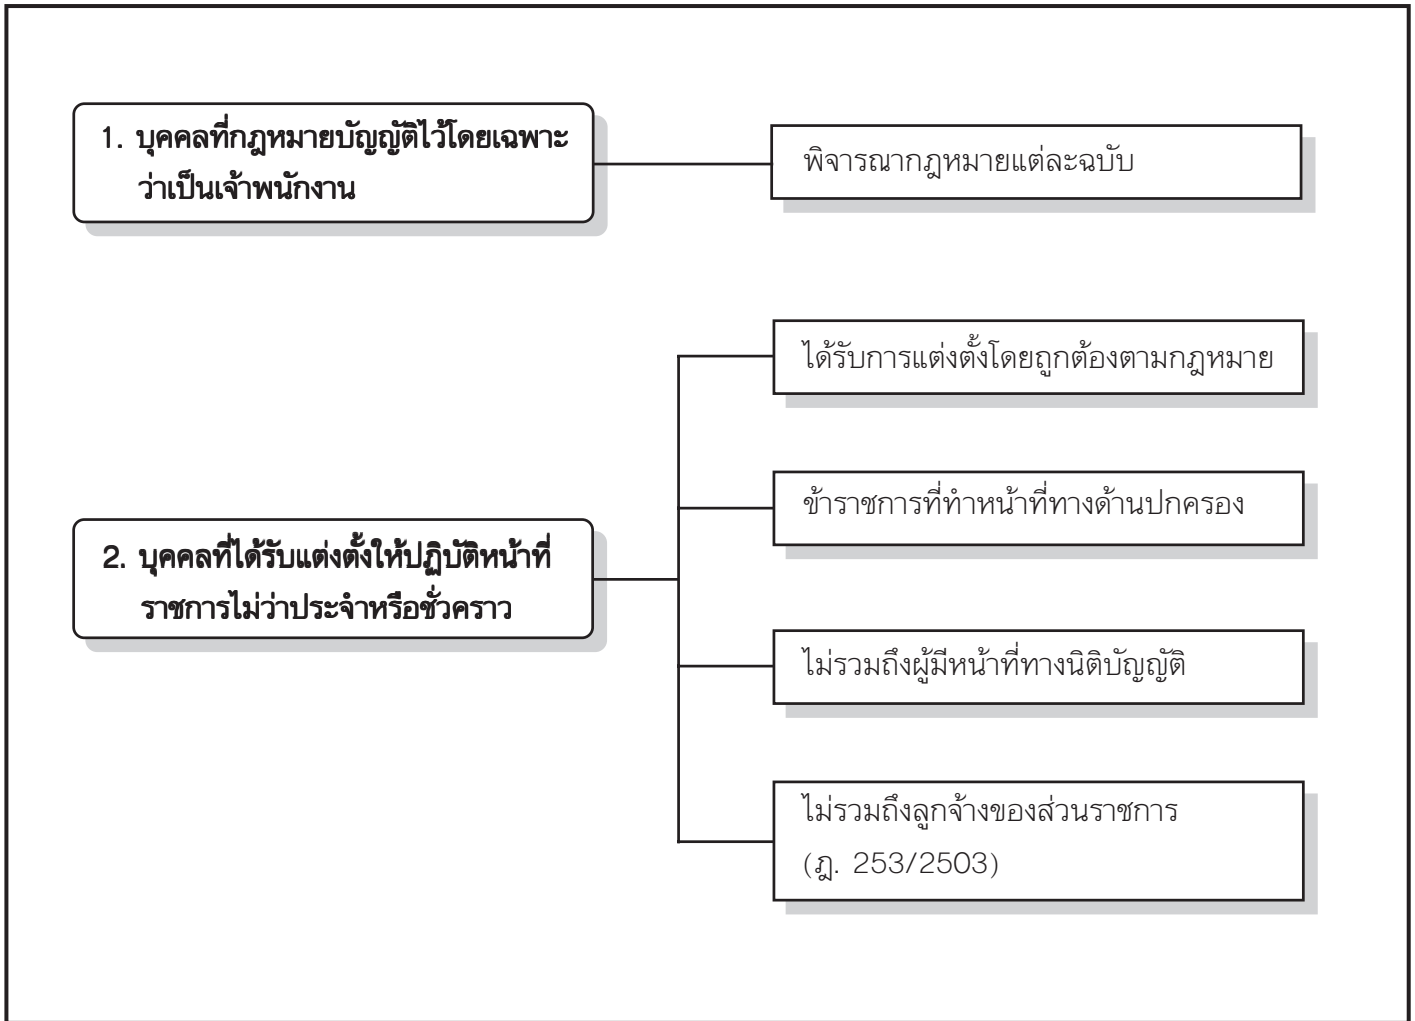 1. บุคคลที่กฎหมายบัญญัติไว้โดยเฉพาะ
ว่าเป็นเจ้าพนักงาน
พิจารณากฎหมายแต่ละฉบับ
2. บุคคลที่ได้รับแต่งตั้งให้ปฏิบัติหน้าที่
ราชการไม่ว่าประจำหรือชั่วคราว
ได้รับการแต่งตั้งโดยถูกต้องตามกฎหมาย
ข้าราชการที่ทำหน้าที่ทางด้านปกครอง
ไม่รวมถึงผู้มีหน้าที่ทางนิติบัญญัติ
ไม่รวมถึงลูกจ้างของส่วนราชการ
(ฎ. 253/2503)